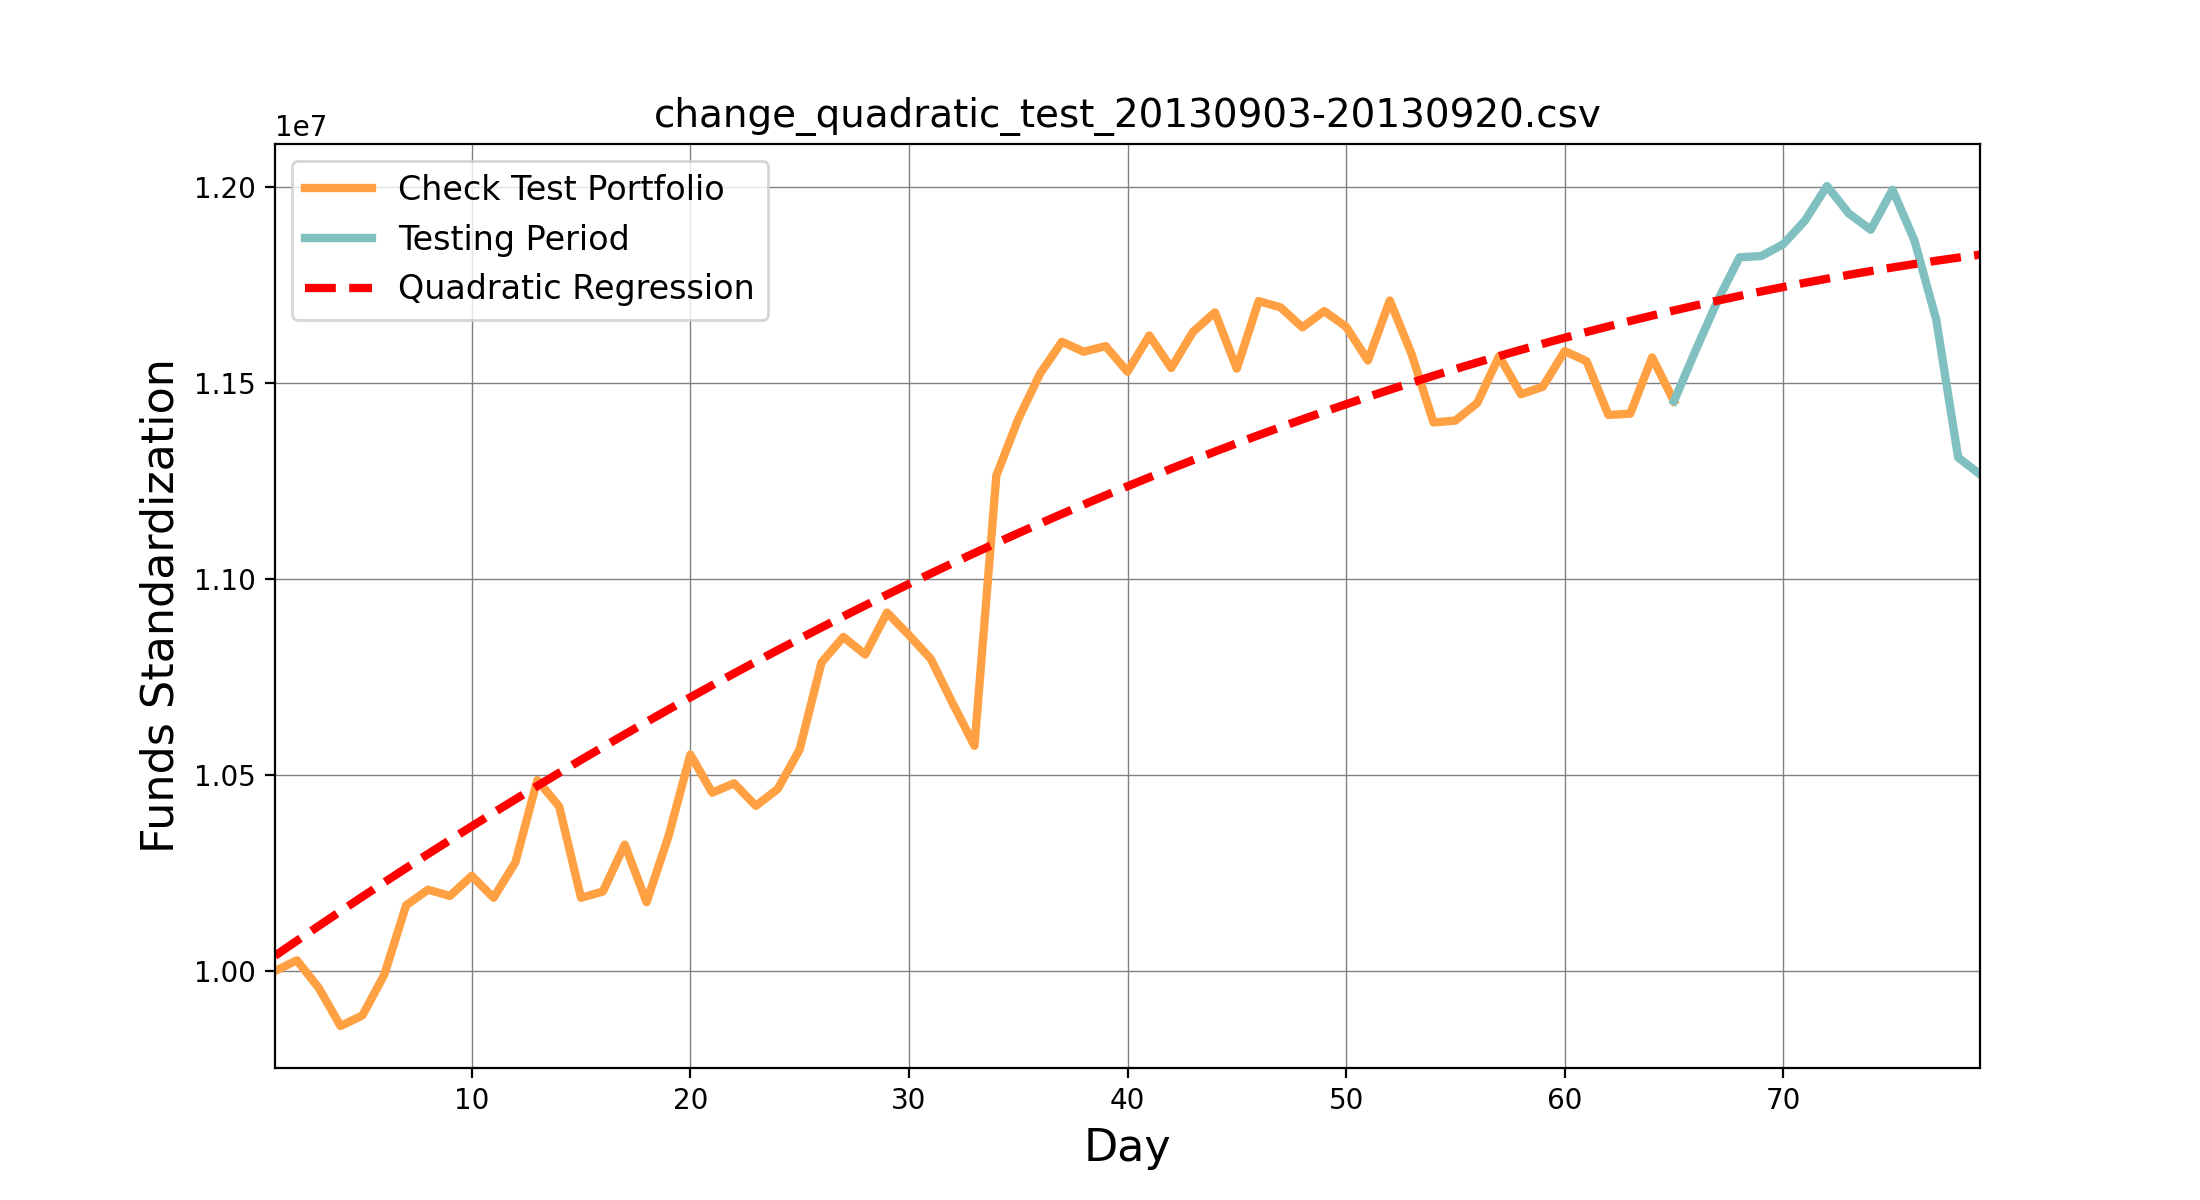 change_quadratic_test_20130903-20130920.csv
1e7
Check Test Portfolio
Testing Period
Quadratic Regression
Funds Standardization
1.20
1.15
1.10
1.05
1.00
10 20 30 40 50 60 70
Day